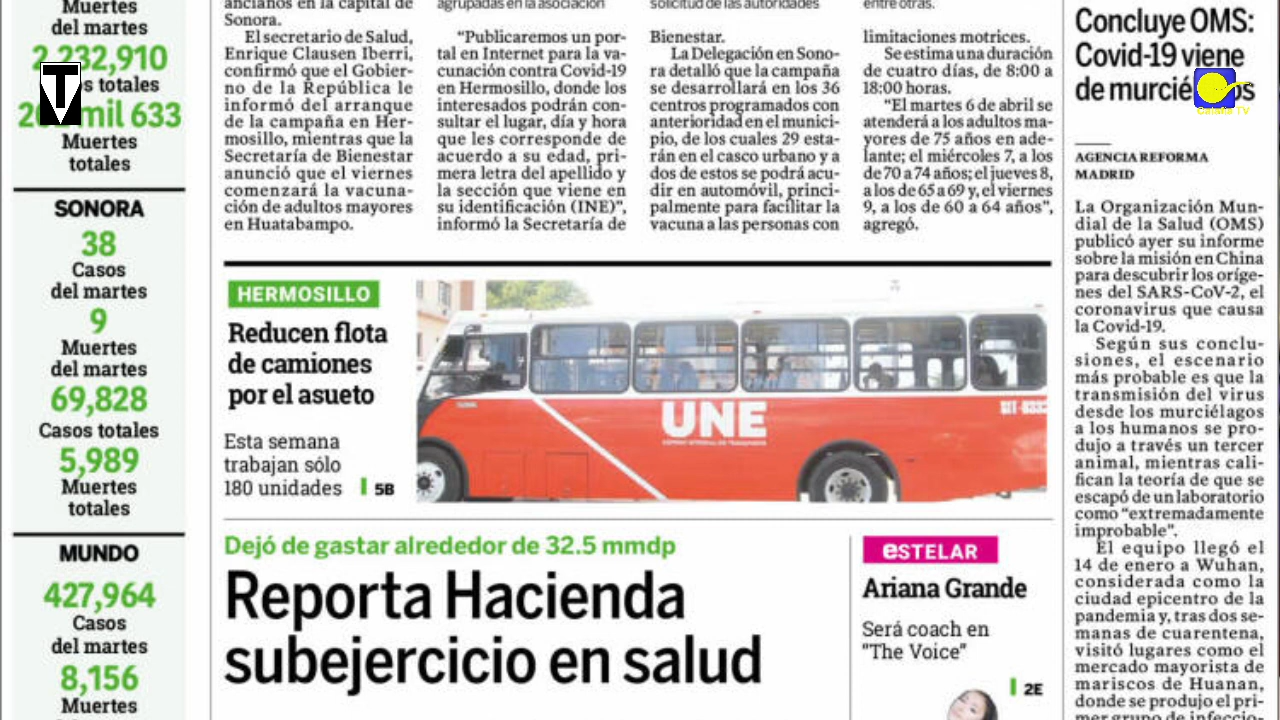 Muertes
del martes
2,232,910
s totales
mil 633
Muertes
totales
SONORA
38
Casos
del martes
9
Muertes
del martes
69,828
Casos totales
5,989
Muertes
totales
MUNDO
427,964
Casos
del martes
8,156
Muertes
ancianos en la capital de
Sonora.
El secretario de Salud,
Enrique Clausen Iberri,
confirmó que el Gobier-
no de la República le
informó del arranque
de la campaña en Her-
mosillo, mientras que la
Secretaría de Bienestar
anunció que el viernes
comenzará la vacuna-
ción de adultos mayores
en Huatabampo.
agrupadas en la asociación
"Publicaremos un por-
tal en Internet para la va-
cunación contra Covid-19
en Hermosillo, donde los
interesados podrán con-
sultar el lugar, día y hora
que les corresponde de
acuerdo a su edad, pri-
mera letra del apellido y
la sección que viene en
su identificación (INE)",
informó la Secretaría de
solicitud de las autoridades
Bienestar.
La Delegación en Sono-
ra detalló que la campaña
se desarrollará en los 36
centros programados con
anterioridad en el munici-
pio, de los cuales 29 esta-
rán en el casco urbano y a
dos de estos se podrá acu-
dir en automóvil, princi-
palmente para facilitar la
vacuna a las personas con
entre otras.
limitaciones motrices.
Se estima una duración
de cuatro días, de 8:00 a
18:00 horas.
"El martes 6 de abril se
atenderá a los adultos ma-
yores de 75 años en ade-
lante; el miércoles 7, a los
de 70 a 74 años; el jueves 8,
a los de 65 a 69 y, el viernes
9, a los de 60 a 64 años",
agregó.
HERMOSILLO
Reducen flota
de camiones
por el asueto
Esta semana
trabajan sólo
180 unidades
5B
UNE
Dejó de gastar alrededor de 32.5 mmdp
Reporta Hacienda
subejercicio en salud
eSTELAR
Ariana Grande
Será coach en
"The Voice"
2E
Concluye OMS:
Covid-19 viene
de murciélagos
AGENCIA REFORMA
MADRID
La Organización Mun-
dial de la Salud (OMS)
publicó ayer su informe
sobre la misión en China
para descubrir los oríge-
nes del SARS-CoV-2, el
coronavirus que causa
la Covid-19.
Según sus conclu-
siones, el escenario
más probable es que la
transmisión del virus
desde los murciélagos
a los humanos se pro-
dujo a través un tercer
animal, mientras cali-
fican la teoría de que se
escapó de un laboratorio
como "extremadamente
improbable".
El equipo llegó el
14 de enero a Wuhan,
considerada como la
ciudad epicentro de la
pandemia y, tras dos se-
manas de cuarentena,
visitó lugares como el
mercado mayorista de
mariscos de Huanan,
donde se produjo el pri-
mer grupo de infeccio-